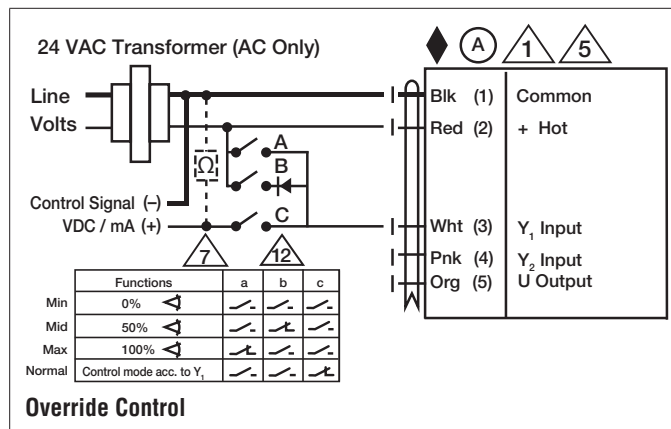 24 VAC Transformer (AC Only)
A 1 5
Line
Volts
Blk (1) Common
Red (2) + Hot
A
B
Ω
Control Signal (–)
VDC / mA (+)
C
Wht (3) Y₁ Input
Pnk (4) Y₂ Input
Org (5) U Output
7 12
Functions a b c
Min 0%
Mid 50%
Max 100%
Normal Control mode acc. to Y₁
Override Control